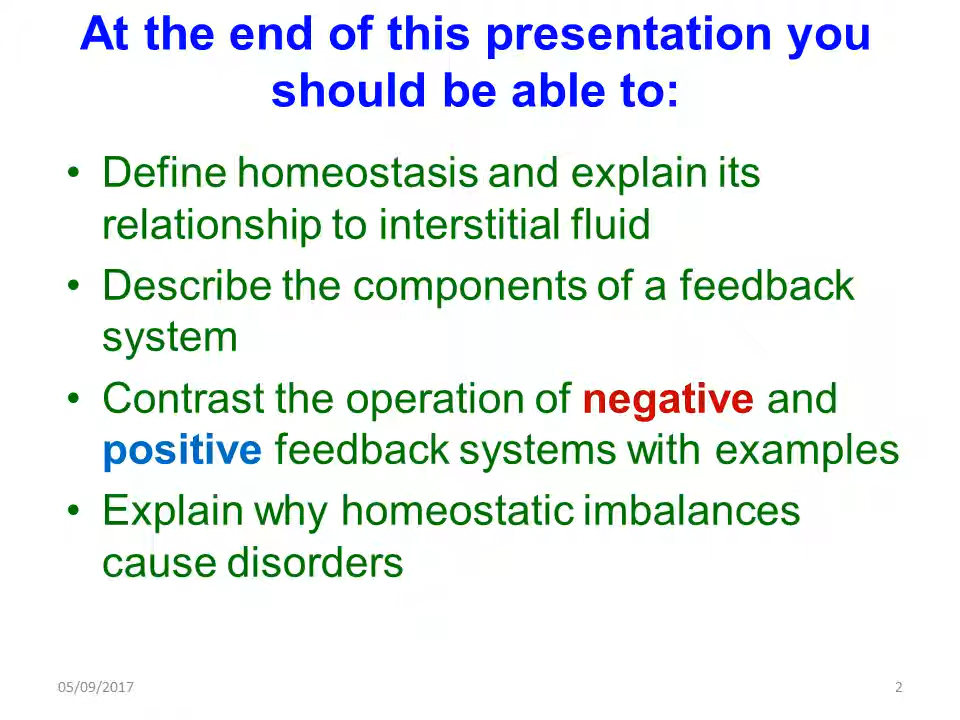 At the end of this presentation you
should be able to:
• Define homeostasis and explain its
relationship to interstitial fluid
• Describe the components of a feedback
system
• Contrast the operation of negative and
positive feedback systems with examples
• Explain why homeostatic imbalances
cause disorders
05/09/2017
2